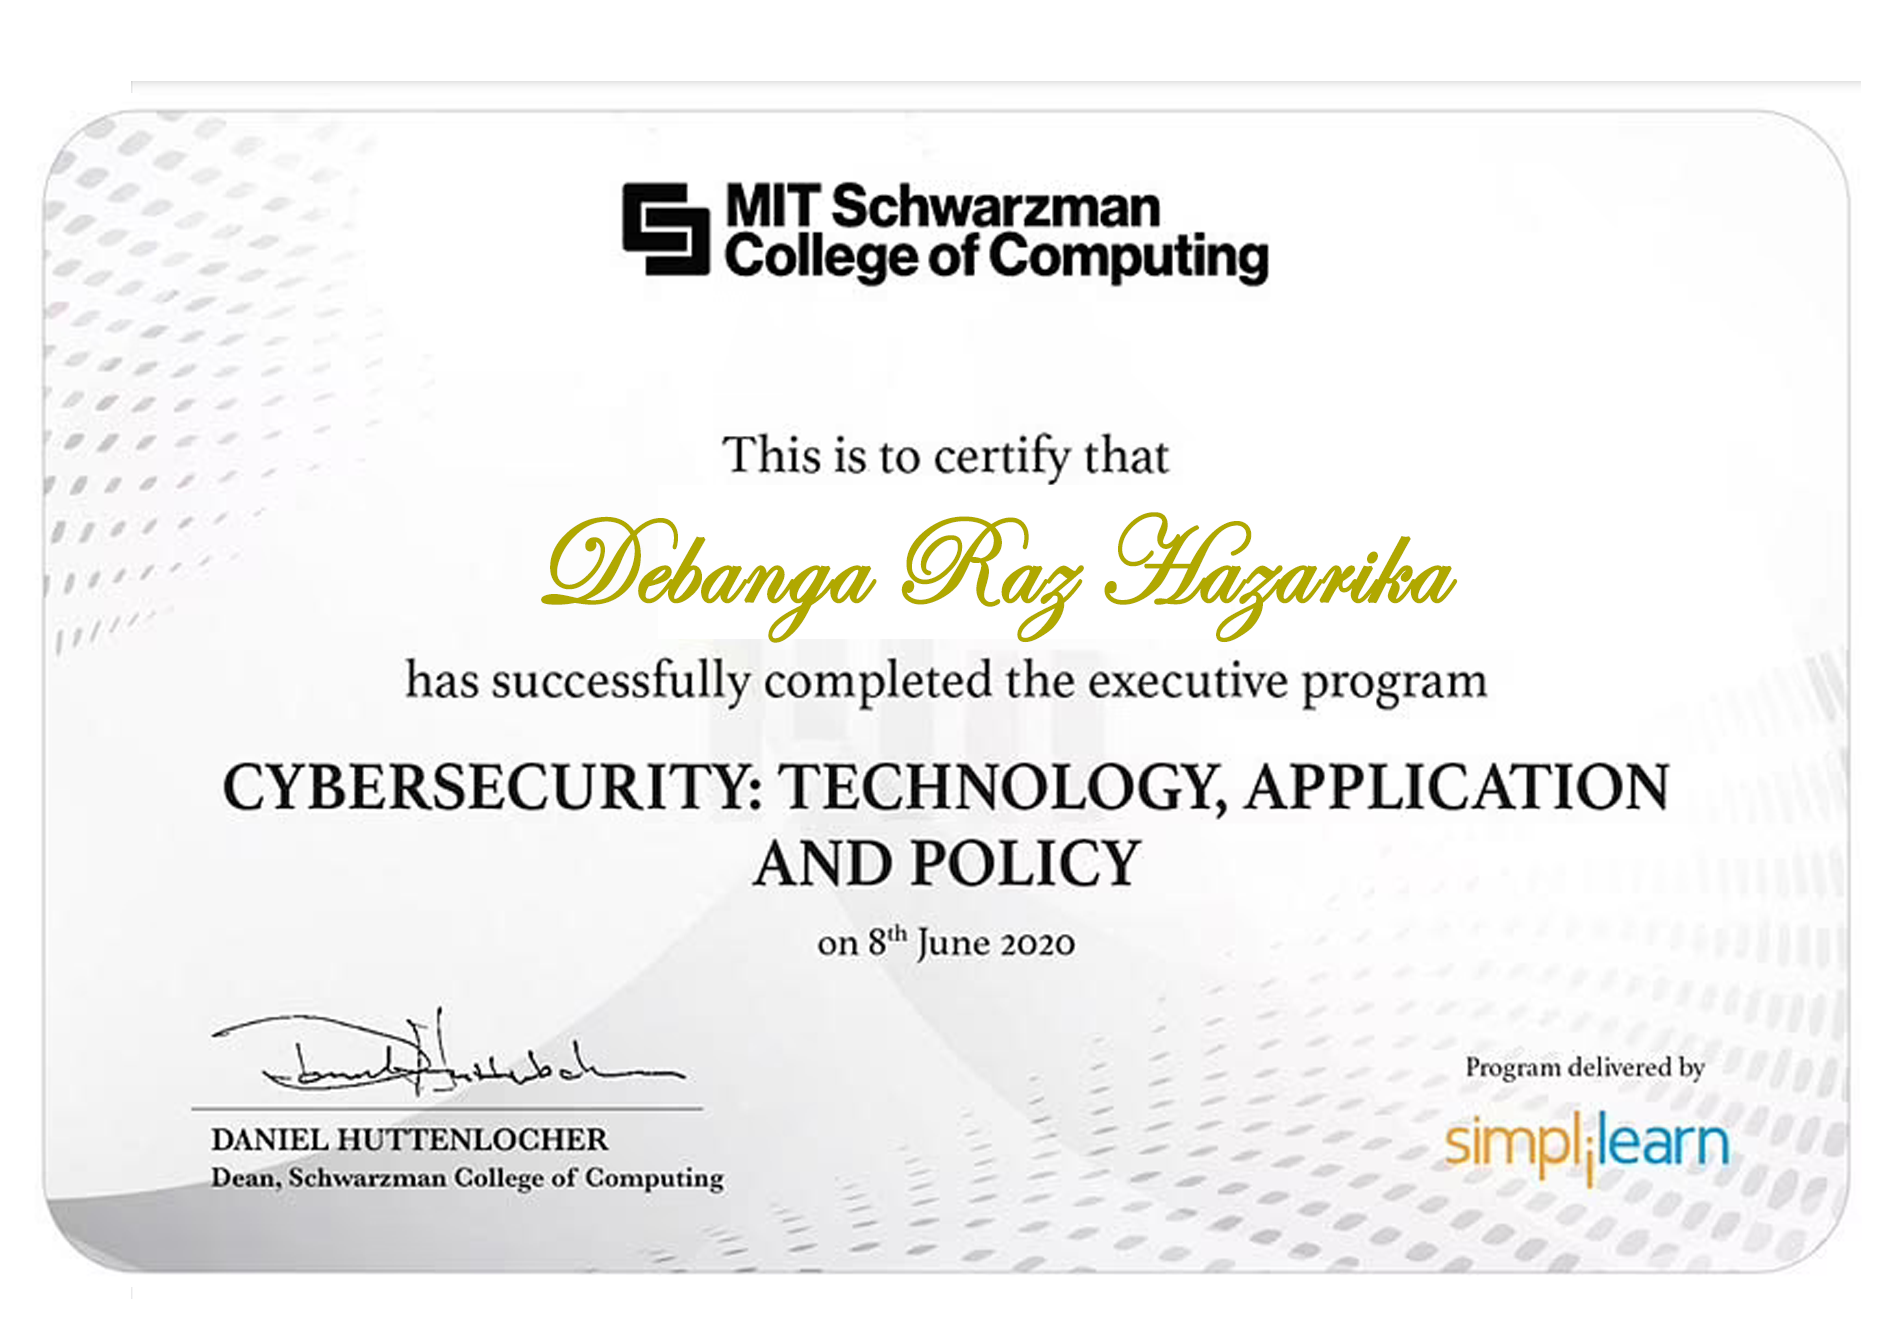 MIT Schwarzman
College of Computing
This is to certify that
Debanga Raz Hazarika
has successfully completed the executive program
CYBERSECURITY: TECHNOLOGY, APPLICATION
AND POLICY
on 8th June 2020
DANIEL HUTTENLOCHER
Dean, Schwarzman College of Computing
Program delivered by
simplilearn